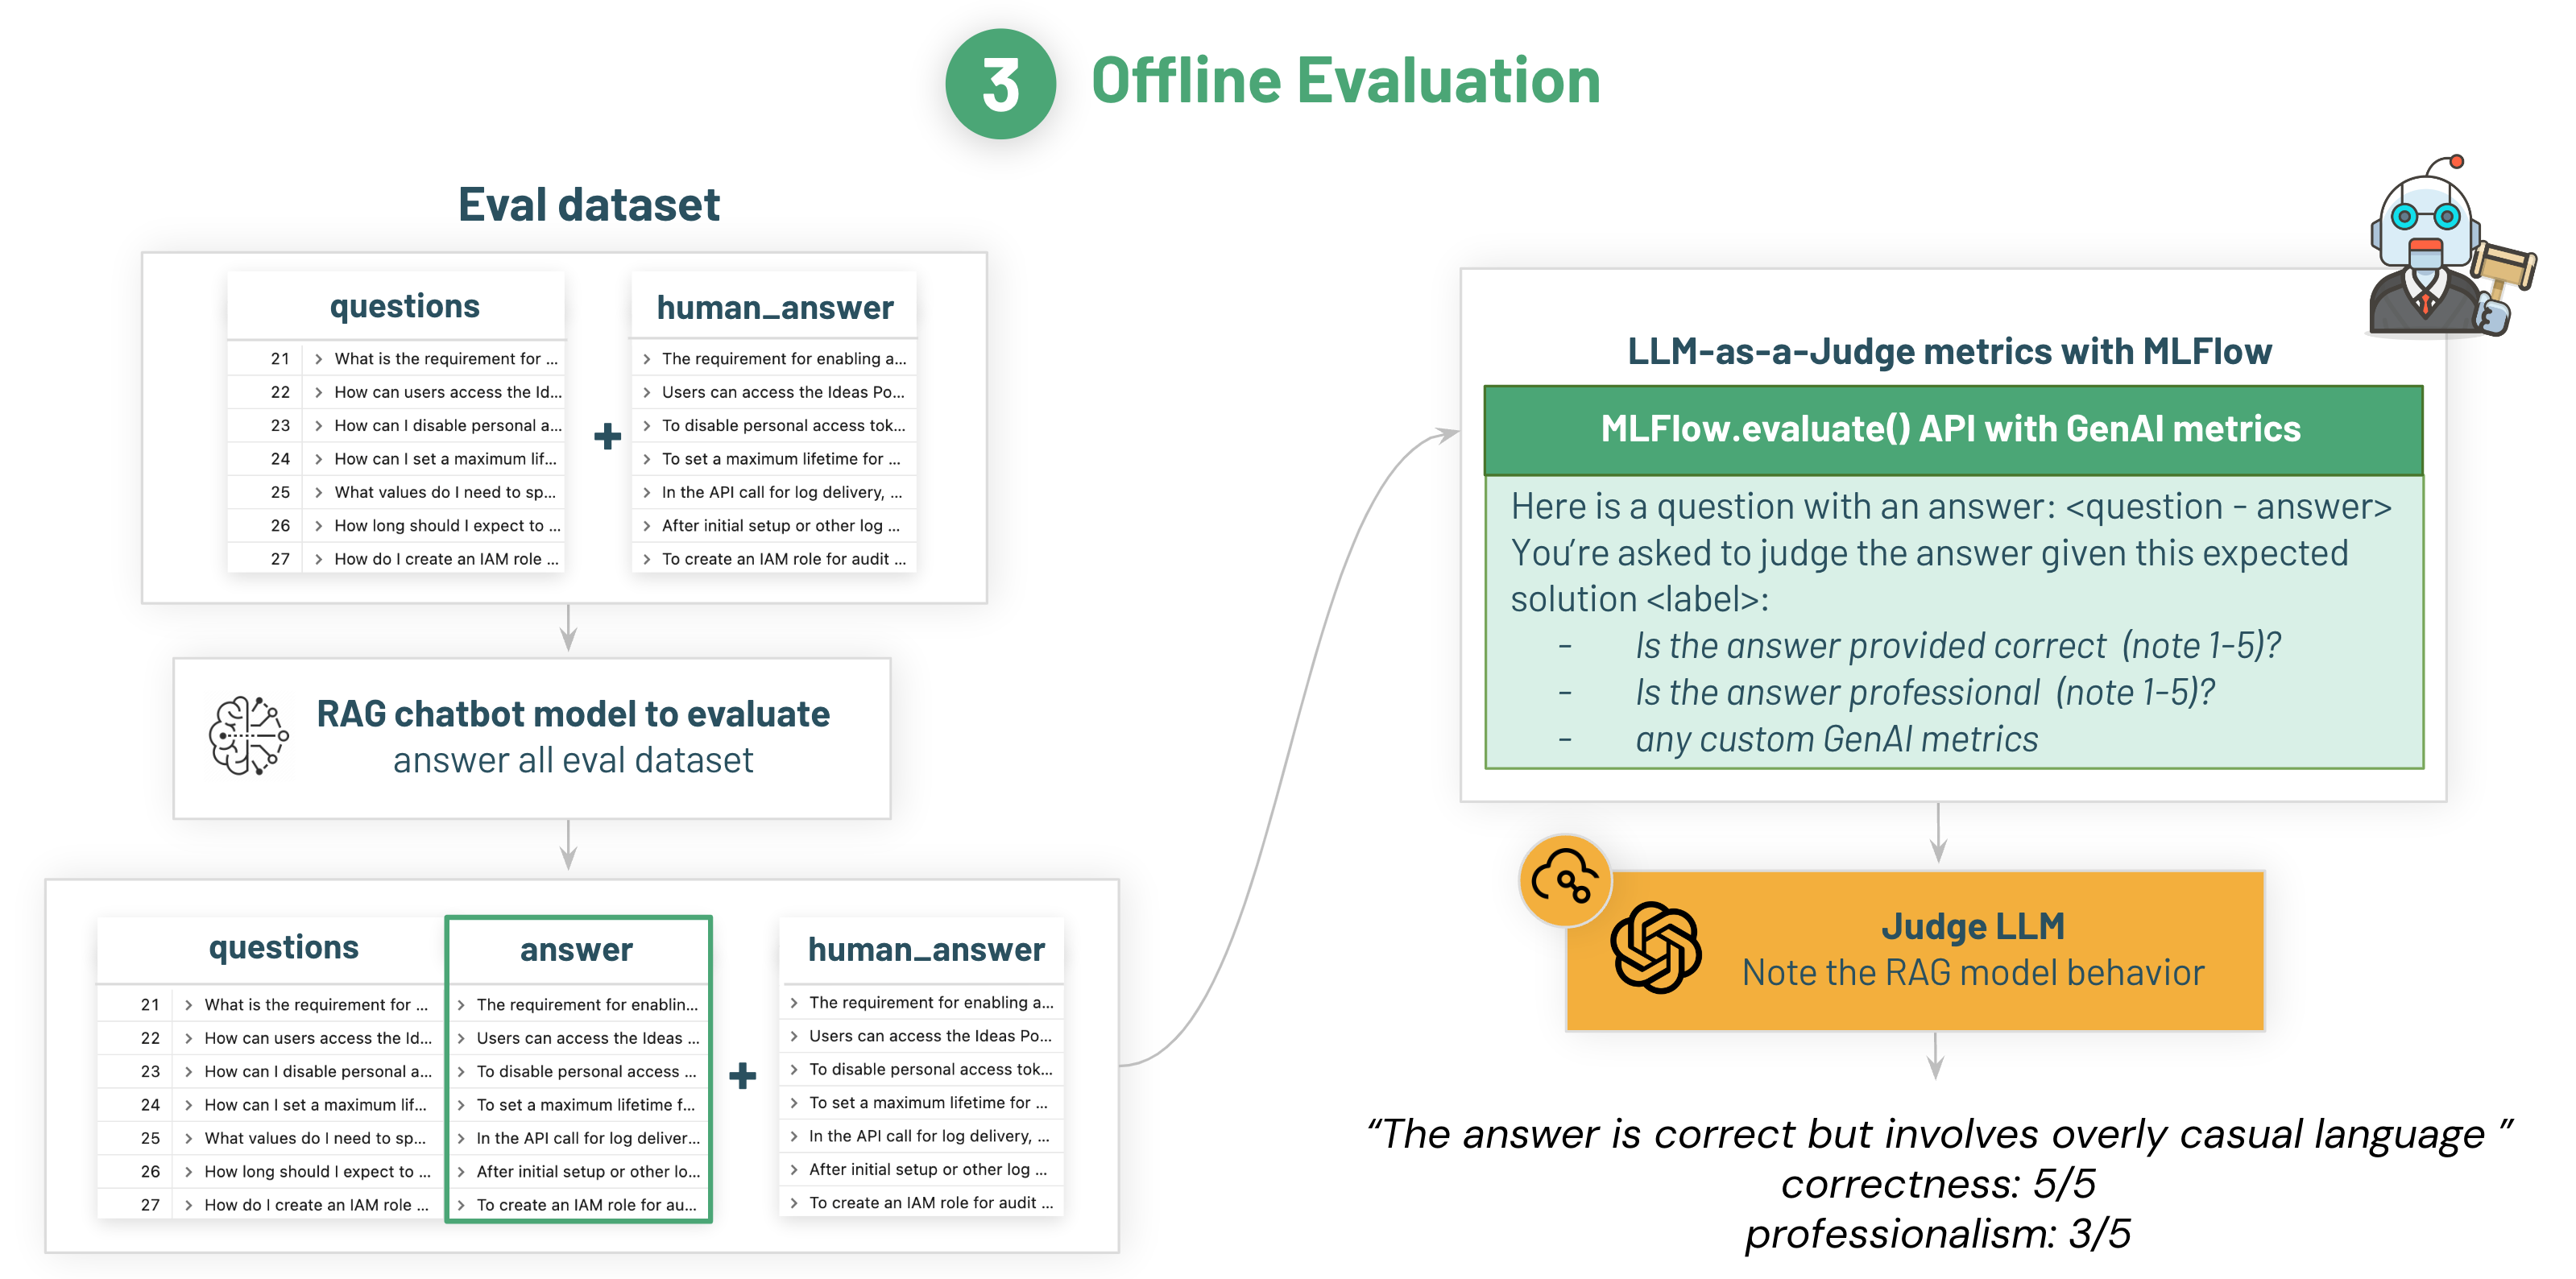 3 Offline Evaluation
Eval dataset
questions
21 > What is the requirement for ...
22 > How can users access the Id...
23 > How can I disable personal a...
24 > How can I set a maximum lif...
25 > What values do I need to sp...
26 > How long should I expect to ...
27 > How do I create an IAM role ...
+
human_answer
> The requirement for enabling a...
> Users can access the Ideas Po...
> To disable personal access tok...
> To set a maximum lifetime for ...
> In the API call for log delivery, ...
> After initial setup or other log ...
> To create an IAM role for audit ...
RAG chatbot model to evaluate
answer all eval dataset
questions
21 > What is the requirement for ...
22 > How can users access the Id...
23 > How can I disable personal a...
24 > How can I set a maximum lif...
25 > What values do I need to sp...
26 > How long should I expect to ...
27 > How do I create an IAM role ...
answer
> The requirement for enablin...
> Users can access the Ideas ...
> To disable personal access ...
> To set a maximum lifetime f...
> In the API call for log deliver...
> After initial setup or other lo...
> To create an IAM role for au...
+
human_answer
> The requirement for enabling a...
> Users can access the Ideas Po...
> To disable personal access tok...
> To set a maximum lifetime for ...
> In the API call for log delivery, ...
> After initial setup or other log ...
> To create an IAM role for audit ...
LLM-as-a-Judge metrics with MLFlow
MLFlow.evaluate() API with GenAI metrics
Here is a question with an answer: <question - answer>
You’re asked to judge the answer given this expected
solution <label>:
- Is the answer provided correct (note 1-5)?
- Is the answer professional (note 1-5)?
- any custom GenAI metrics
Judge LLM
Note the RAG model behavior
“The answer is correct but involves overly casual language ”
correctness: 5/5
professionalism: 3/5